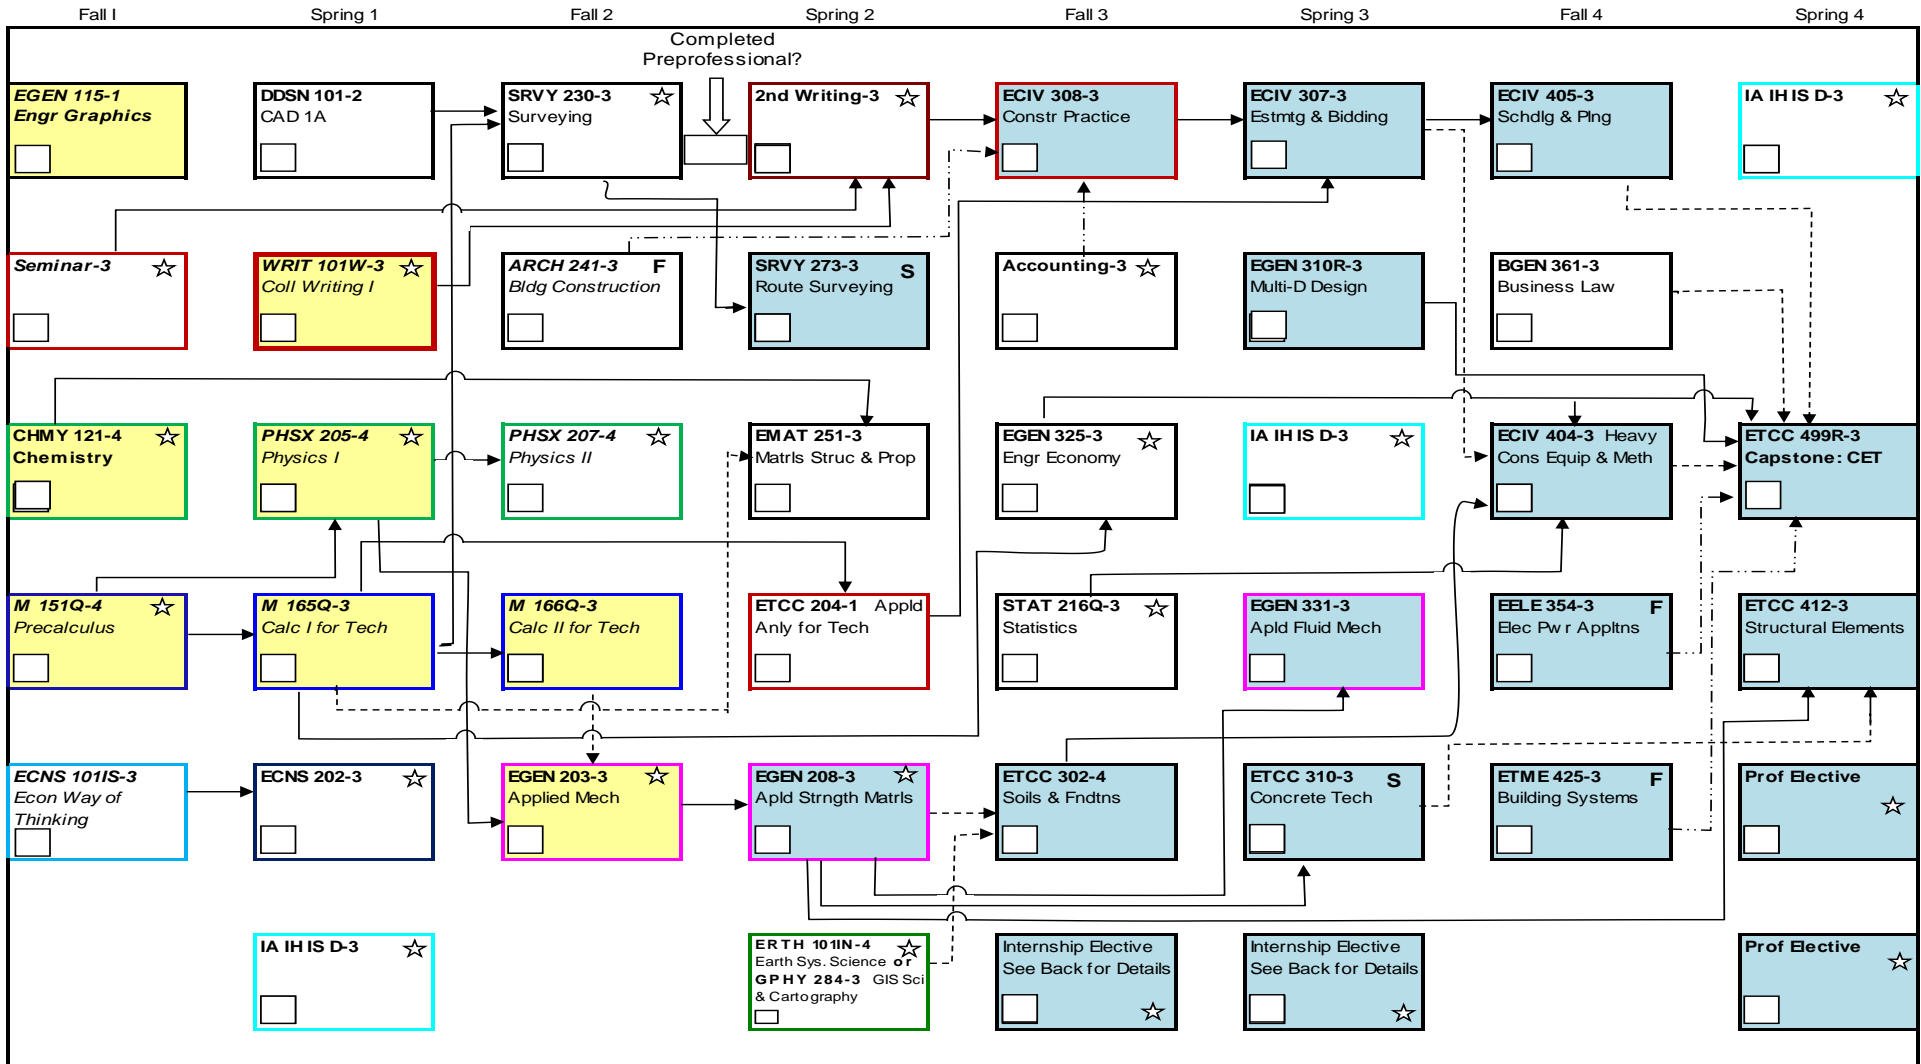 Fall I
Spring 1
Fall 2
Spring 2
Fall 3
Spring 3
Fall 4
Spring 4
Completed
Preprofessional?
EGEN 115-1
Engr Graphics
DDSN 101-2
CAD 1A
SRVY 230-3
Surveying
2nd Writing-3
ECIV 308-3
Constr Practice
ECIV 307-3
Estmtg & Bidding
ECIV 405-3
Schdlg & Plng
IA IH IS D-3
Seminar-3
WRIT 101W-3
Coll Writing I
ARCH 241-3 F
Bldg Construction
SRVY 273-3 S
Route Surveying
Accounting-3
EGEN 310R-3
Multi-D Design
BGEN 361-3
Business Law
CHMY 121-4
Chemistry
PHSX 205-4
Physics I
PHSX 207-4
Physics II
EMAT 251-3
Matrls Struc & Prop
EGEN 325-3
Engr Economy
IA IH IS D-3
ECIV 404-3 Heavy
Cons Equip & Meth
ETCC 499R-3
Capstone: CET
M 151Q-4
Precalculus
M 165Q-3
Calc I for Tech
M 166Q-3
Calc II for Tech
ETCC 204-1 Appld
Anly for Tech
STAT 216Q-3
Statistics
EGEN 331-3
Apld Fluid Mech
EELE 354-3 F
Elec Pwr Appltns
ETCC 412-3
Structural Elements
ECNS 101IS-3
Econ Way of
Thinking
ECNS 202-3
EGEN 203-3
Applied Mech
EGEN 208-3
Apld Strngth Matrls
ETCC 302-4
Soils & Fndtns
ETCC 310-3 S
Concrete Tech
ETME 425-3 F
Building Systems
Prof Elective
IA IH IS D-3
ERTH 101IN-4
Earth Sys. Science or
GPHY 284-3 GIS Sci
& Cartography
Internship Elective
See Back for Details
Internship Elective
See Back for Details
Prof Elective